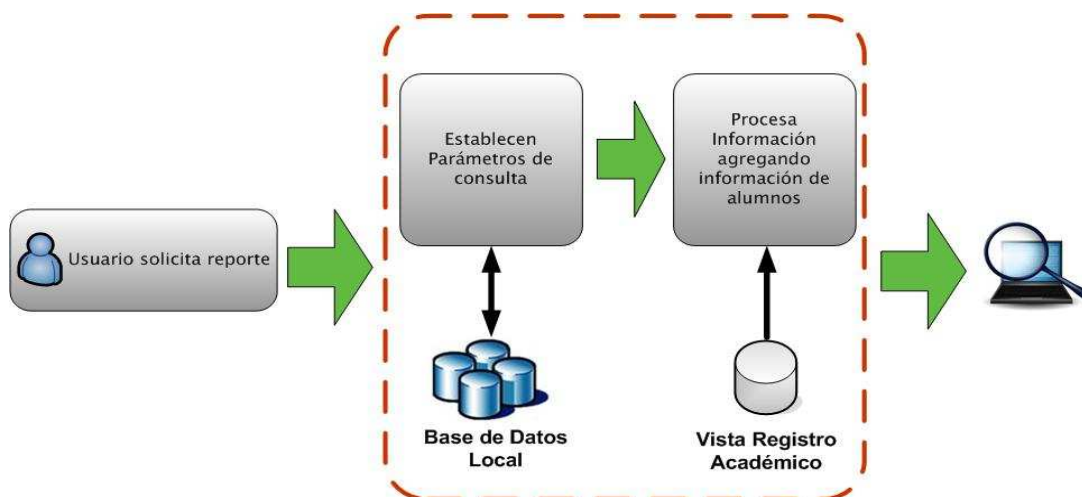 Usuario solicita reporte
Establecen
Parámetros de
consulta
Procesa
Información
agregando
información de
alumnos
Base de Datos
Local
Vista Registro
Académico